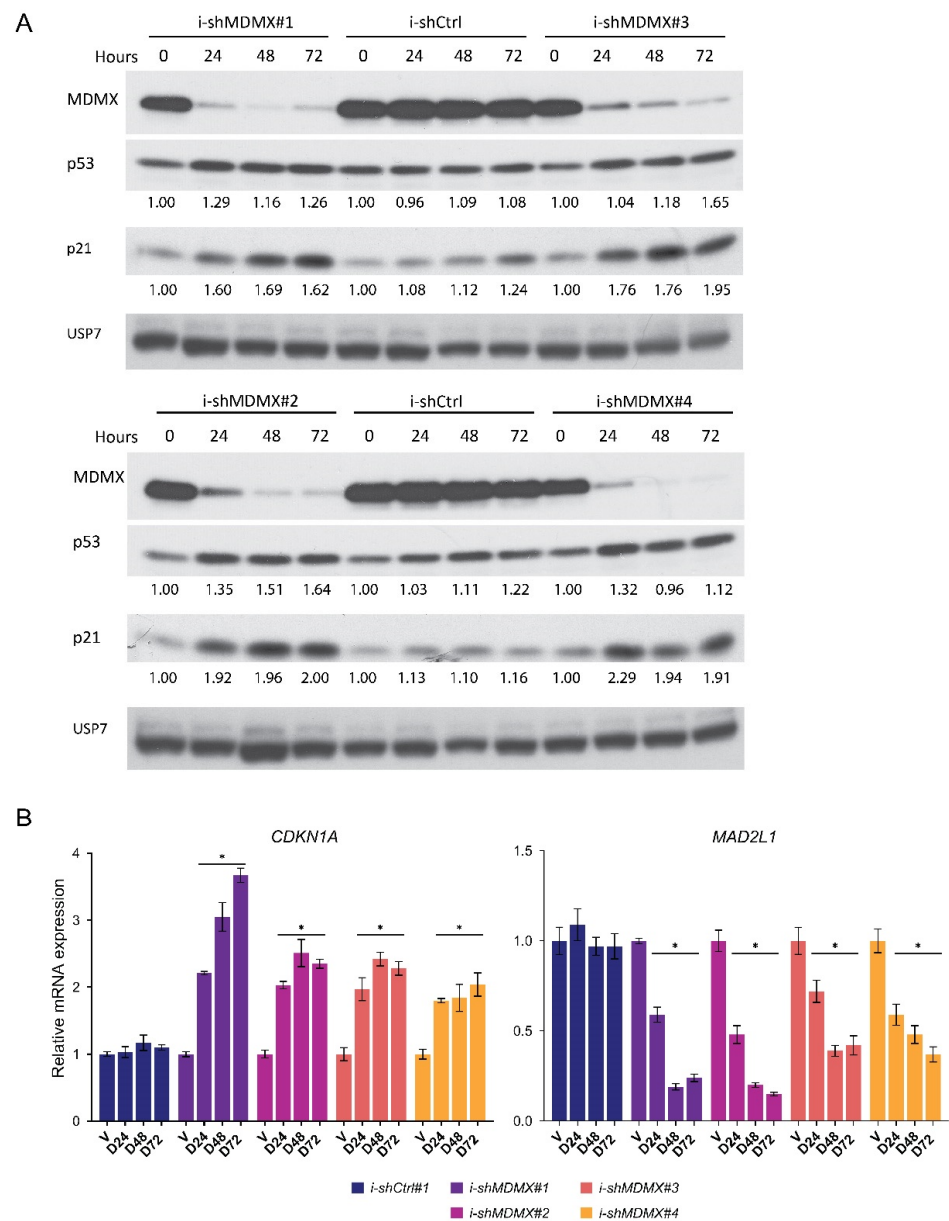 A
i-shMDMX#1 i-shCtrl i-shMDMX#3
Hours 0 24 48 72 0 24 48 72 0 24 48 72
MDMX
p53
1.00 1.29 1.16 1.26 1.00 0.96 1.09 1.08 1.00 1.04 1.18 1.65
p21
1.00 1.60 1.69 1.62 1.00 1.08 1.12 1.24 1.00 1.76 1.76 1.95
USP7
i-shMDMX#2 i-shCtrl i-shMDMX#4
Hours 0 24 48 72 0 24 48 72 0 24 48 72
MDMX
p53
1.00 1.35 1.51 1.64 1.00 1.03 1.11 1.22 1.00 1.32 0.96 1.12
p21
1.00 1.92 1.96 2.00 1.00 1.13 1.10 1.16 1.00 2.29 1.94 1.91
USP7
B
CDKN1A
Relative mRNA expression
4
3
2
1
0
* * * *
V D24 D48 D72 V D24 D48 D72 V D24 D48 D72 V D24 D48 D72 V D24 D48 D72
MAD2L1
1.5
1.0
0.5
0.0
* * * *
V D24 D48 D72 V D24 D48 D72 V D24 D48 D72 V D24 D48 D72 V D24 D48 D72
i-shCtrl#1 i-shMDMX#1 i-shMDMX#3
i-shMDMX#2 i-shMDMX#4